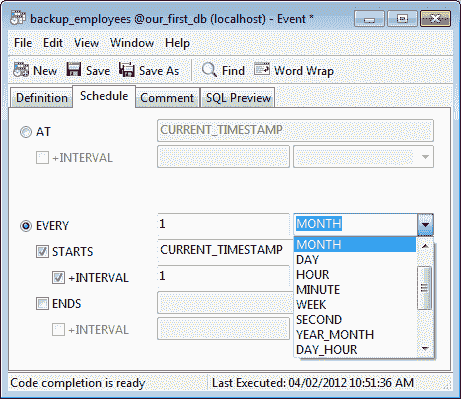 backup_employees @our_first_db (localhost) - Event *
File Edit View Window Help
New Save Save As Find Word Wrap
Definition Schedule Comment SQL Preview
AT CURRENT_TIMESTAMP
+INTERVAL
EVERY 1 MONTH
STARTS CURRENT_TIMESTAMP MONTH
DAY
HOUR
+INTERVAL 1 MINUTE
WEEK
ENDS SECOND
YEAR_MONTH
+INTERVAL DAY_HOUR
Code completion is ready Last Executed: 04/02/2012 10:51:36 AM